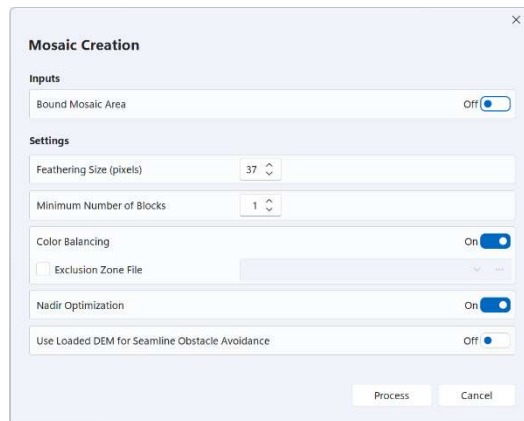 Mosaic Creation
Inputs
Bound Mosaic Area Off
Settings
Feathering Size (pixels) 37
Minimum Number of Blocks 1
Color Balancing On
Exclusion Zone File
Nadir Optimization On
Use Loaded DEM for Seamline Obstacle Avoidance Off
Process Cancel